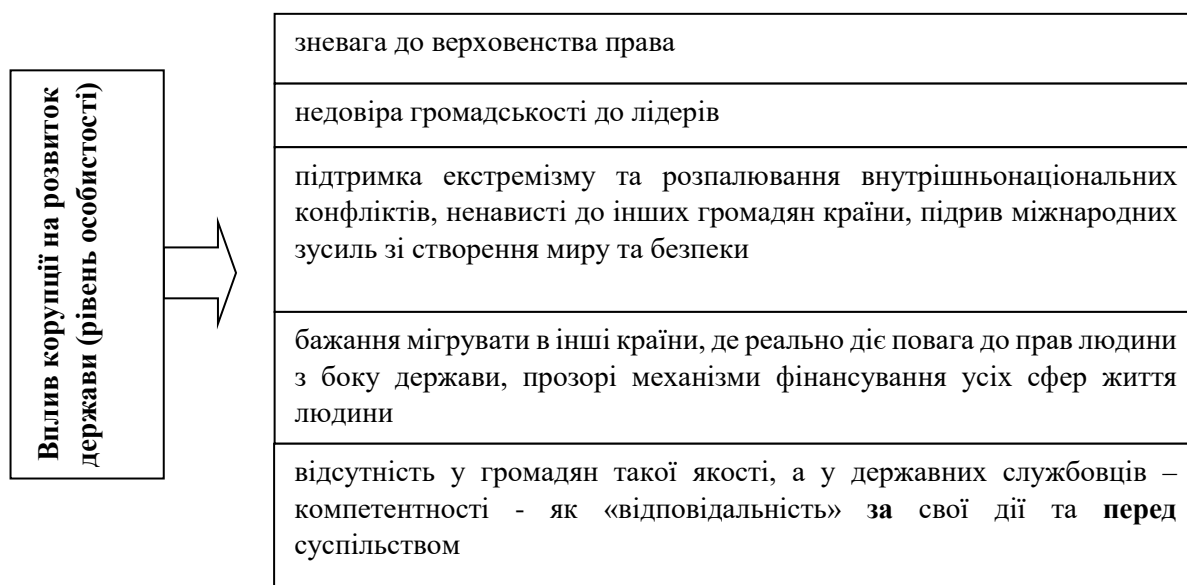 Вплив корупції на розвиток
держави (рівень особистості)
зневага до верховенства права
недовіра громадськості до лідерів
підтримка екстремізму та розпалювання внутрішньонаціональних
конфліктів, ненависті до інших громадян країни, підрив міжнародних
зусиль зі створення миру та безпеки
бажання мігрувати в інші країни, де реально діє повага до прав людини
з боку держави, прозорі механізми фінансування усіх сфер життя
людини
відсутність у громадян такої якості, а у державних службовців –
компетентності - як «відповідальність» за свої дії та перед
суспільством